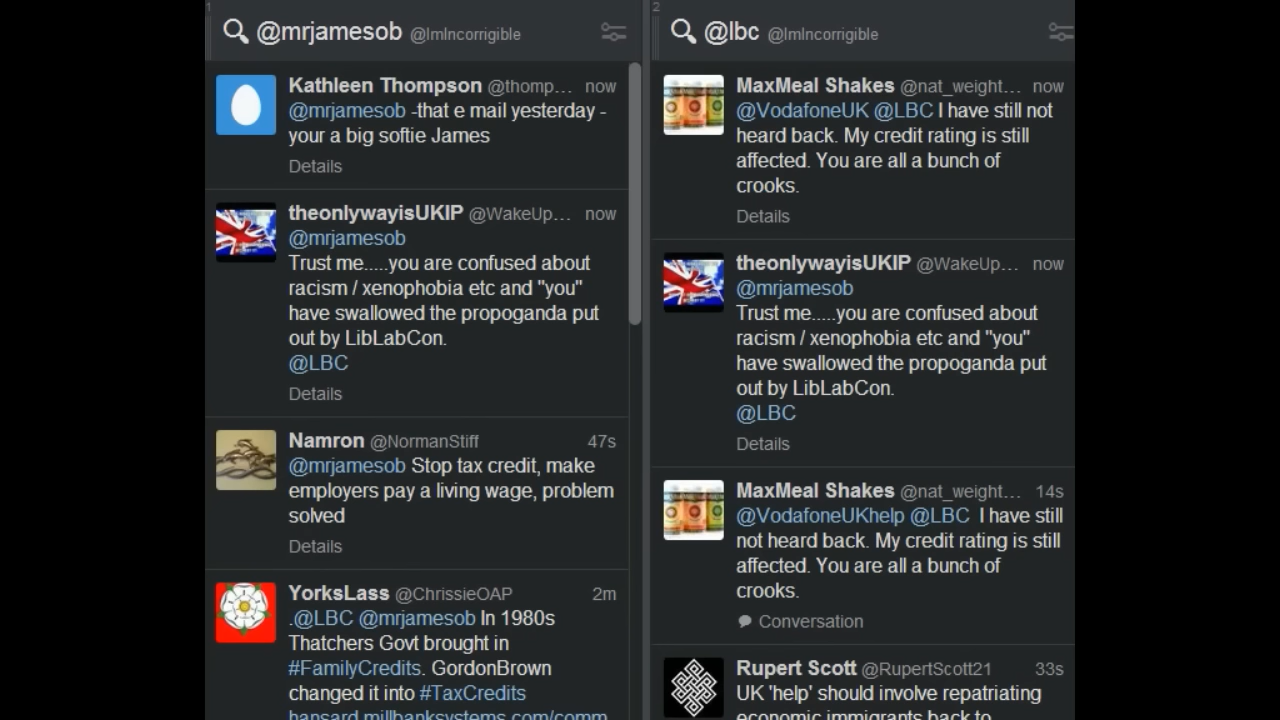 1
@mrjamesob @ImIncorrigible
Kathleen Thompson @thomp... now
@mrjamesob -that e mail yesterday -
your a big softie James
Details
theonlywayisUKIP @WakeUp... now
@mrjamesob
Trust me.....you are confused about
racism / xenophobia etc and "you"
have swallowed the propoganda put
out by LibLabCon.
@LBC
Details
Namron @NormanStiff 47s
@mrjamesob Stop tax credit, make
employers pay a living wage, problem
solved
Details
YorksLass @ChrissieOAP 2m
.@LBC @mrjamesob In 1980s
Thatchers Govt brought in
#FamilyCredits. GordonBrown
changed it into #TaxCredits
hansard.millbanksystems.com/comm
2
@lbc @ImIncorrigible
MaxMeal Shakes @nat_weight... now
@VodafoneUK @LBC I have still not
heard back. My credit rating is still
affected. You are all a bunch of
crooks.
Details
theonlywayisUKIP @WakeUp... now
@mrjamesob
Trust me.....you are confused about
racism / xenophobia etc and "you"
have swallowed the propoganda put
out by LibLabCon.
@LBC
Details
MaxMeal Shakes @nat_weight... 14s
@VodafoneUKhelp @LBC I have still
not heard back. My credit rating is still
affected. You are all a bunch of
crooks.
Conversation
Rupert Scott @RupertScott21 33s
UK 'help' should involve repatriating
economic immigrants back to